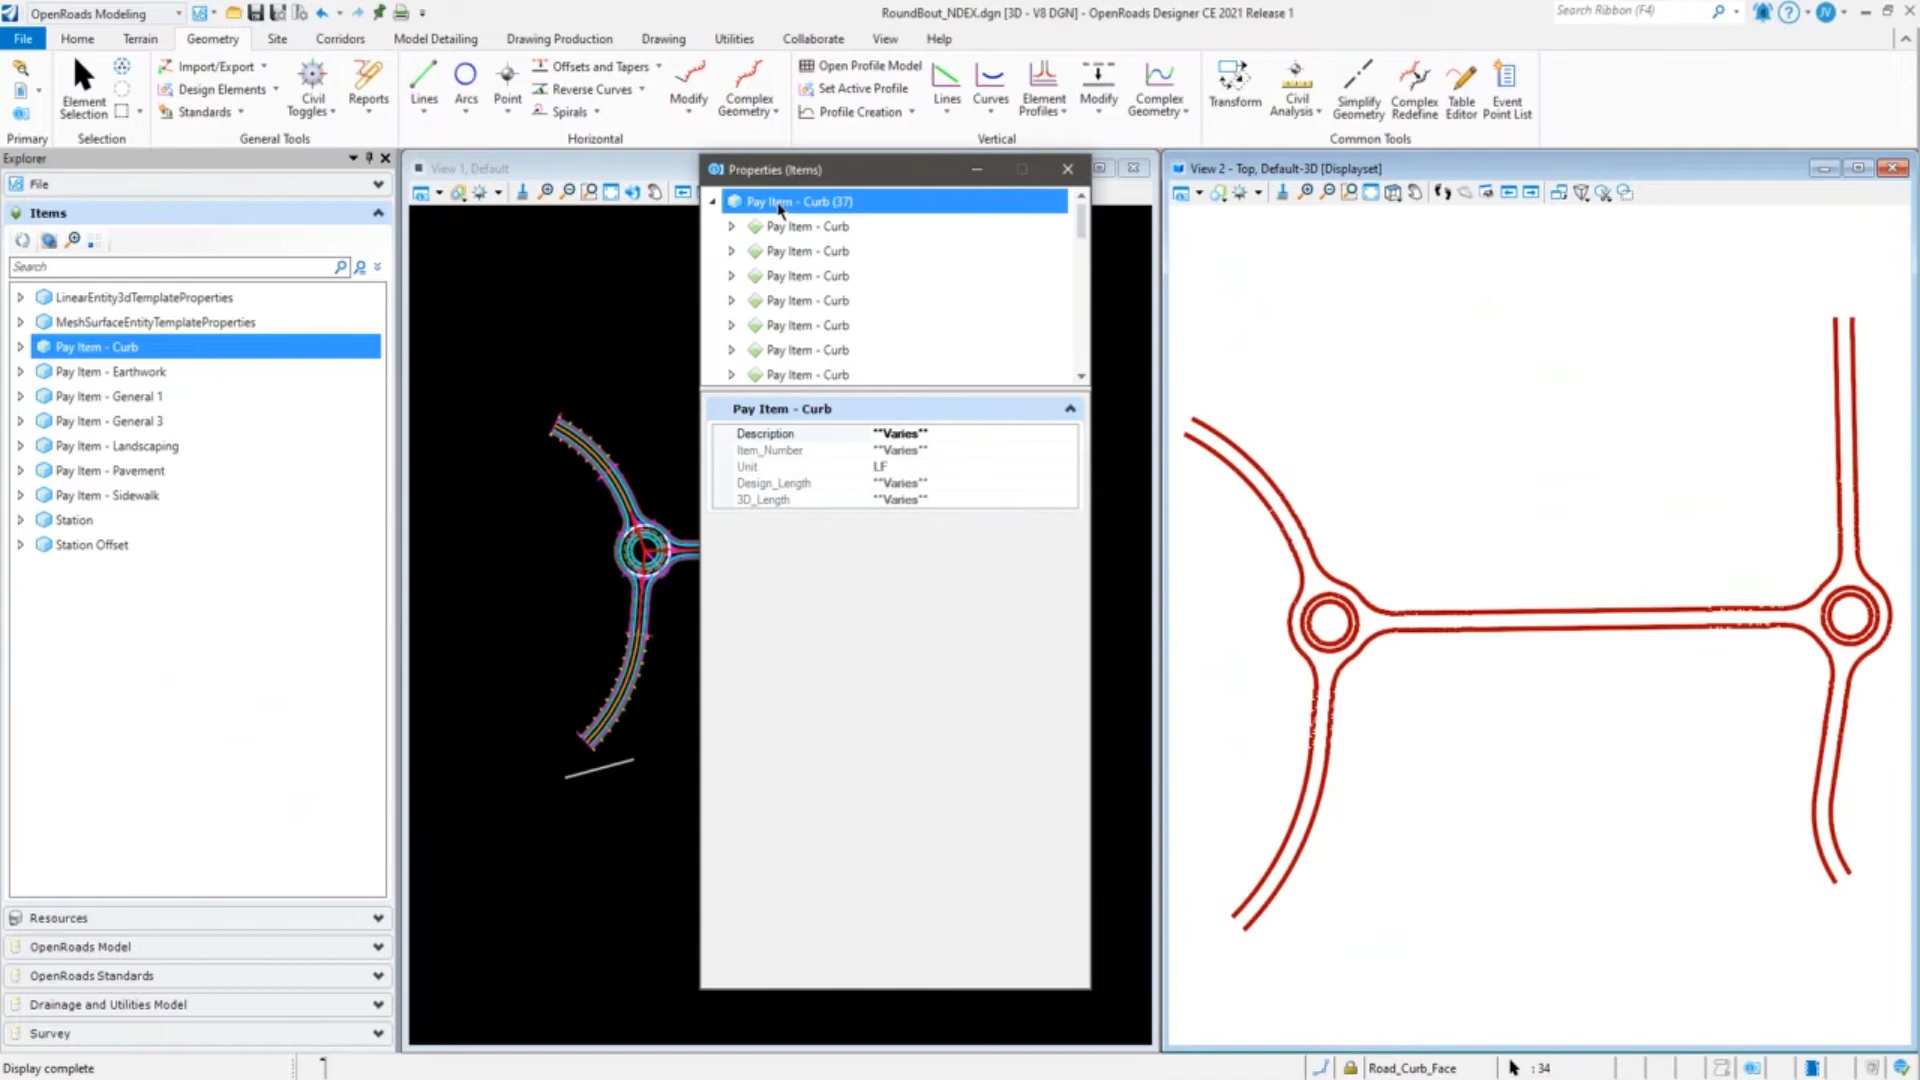 OpenRoads Modeling
RoundBout_NDEX.dgn [3D - V8 DGN] - OpenRoads Designer CE 2021 Release 1
Search Ribbon (F4)
JV
File Home Terrain Geometry Site Corridors Model Detailing Drawing Production Drawing Utilities Collaborate View Help
Import/Export
Design Elements
Standards
Element Selection
Civil Toggles
Reports
Lines
Arcs
Point
Offsets and Tapers
Reverse Curves
Spirals
Modify
Complex Geometry
Open Profile Model
Set Active Profile
Profile Creation
Lines
Curves
Element Profiles
Modify
Complex Geometry
Transform
Civil Analysis
Simplify Geometry
Complex Redefine
Table Editor
Event Point List
Primary Selection General Tools Horizontal Vertical Common Tools
Explorer
File
Items
Search
LinearEntity3dTemplateProperties
MeshSurfaceEntityTemplateProperties
Pay Item - Curb
Pay Item - Earthwork
Pay Item - General 1
Pay Item - General 3
Pay Item - Landscaping
Pay Item - Pavement
Pay Item - Sidewalk
Station
Station Offset
Resources
OpenRoads Model
OpenRoads Standards
Drainage and Utilities Model
Survey
View 1, Default
Properties (Items)
Pay Item - Curb (37)
Pay Item - Curb
Pay Item - Curb
Pay Item - Curb
Pay Item - Curb
Pay Item - Curb
Pay Item - Curb
Pay Item - Curb
Pay Item - Curb
Description **Varies**
Item_Number **Varies**
Unit LF
Design_Length **Varies**
3D_Length **Varies**
View 2 - Top, Default-3D [Displayset]
Display complete
Road_Curb_Face
: 34